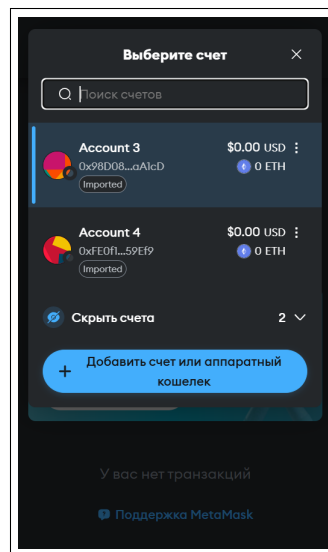 Выберите счет
Поиск счетов
Account 3
$0.00 USD
0x98D08...aA1cD
0 ETH
Imported
Account 4
$0.00 USD
0xFE0f1...59Ef9
0 ETH
Imported
Скрыть счета
2
Добавить счет или аппаратный
кошелек
У вас нет транзакций
Поддержка MetaMask